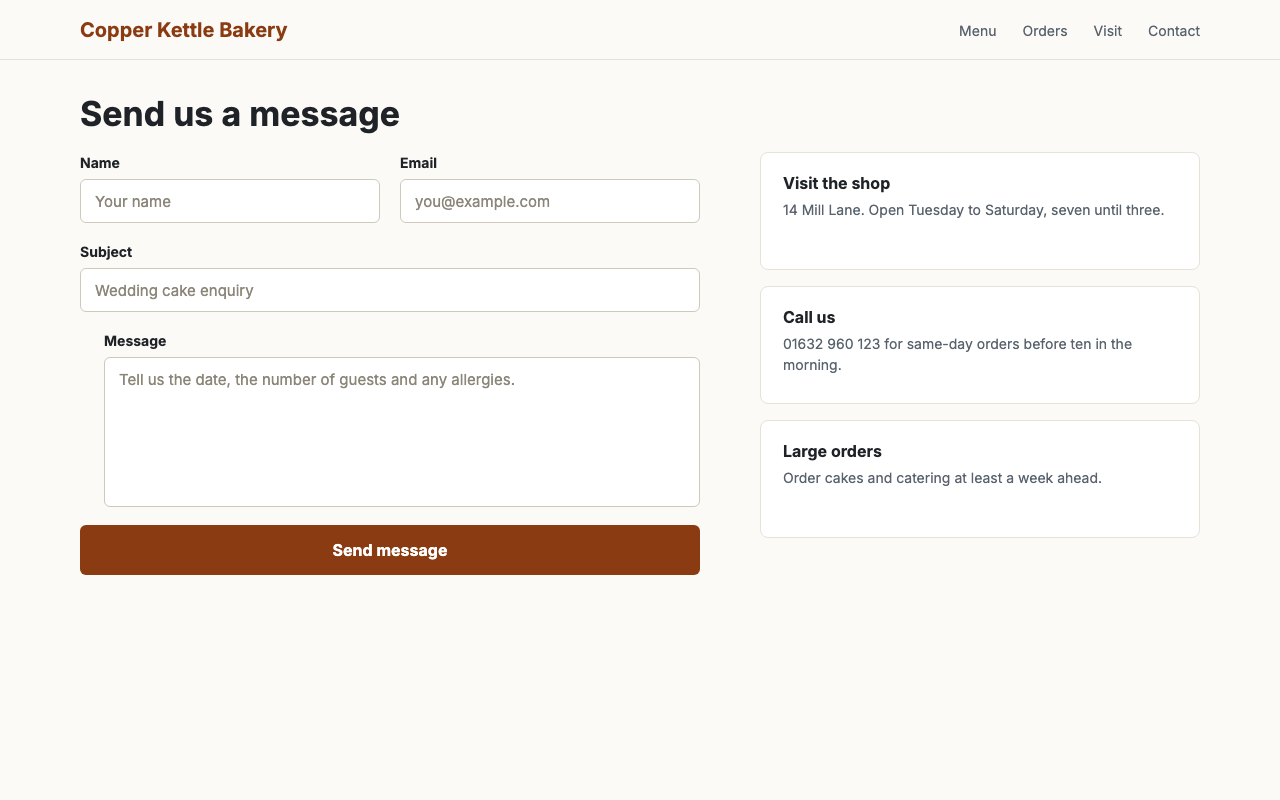 Copper Kettle Bakery
Menu Orders Visit Contact
Send us a message
Name
Your name
Email
you@example.com
Subject
Wedding cake enquiry
Message
Tell us the date, the number of guests and any allergies.
Send message
Visit the shop
14 Mill Lane. Open Tuesday to Saturday, seven until three.
Call us
01632 960 123 for same-day orders before ten in the
morning.
Large orders
Order cakes and catering at least a week ahead.